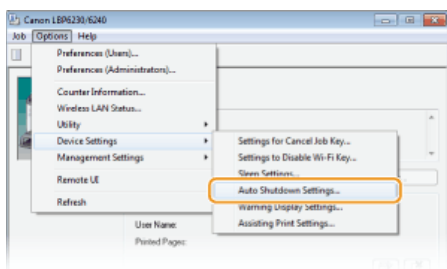 Canon LBP6230/6240
Job Options Help
Preferences (Users)...
Preferences (Administrators)...
Counter Information...
Wireless LAN Status...
Utility
Device Settings
Management Settings
Remote UI
Refresh
Settings for Cancel Job Key...
Settings to Disable Wi-Fi Key...
Sleep Settings...
Auto Shutdown Settings...
Warning Display Settings...
Assisting Print Settings...
User Name:
Printed Pages: